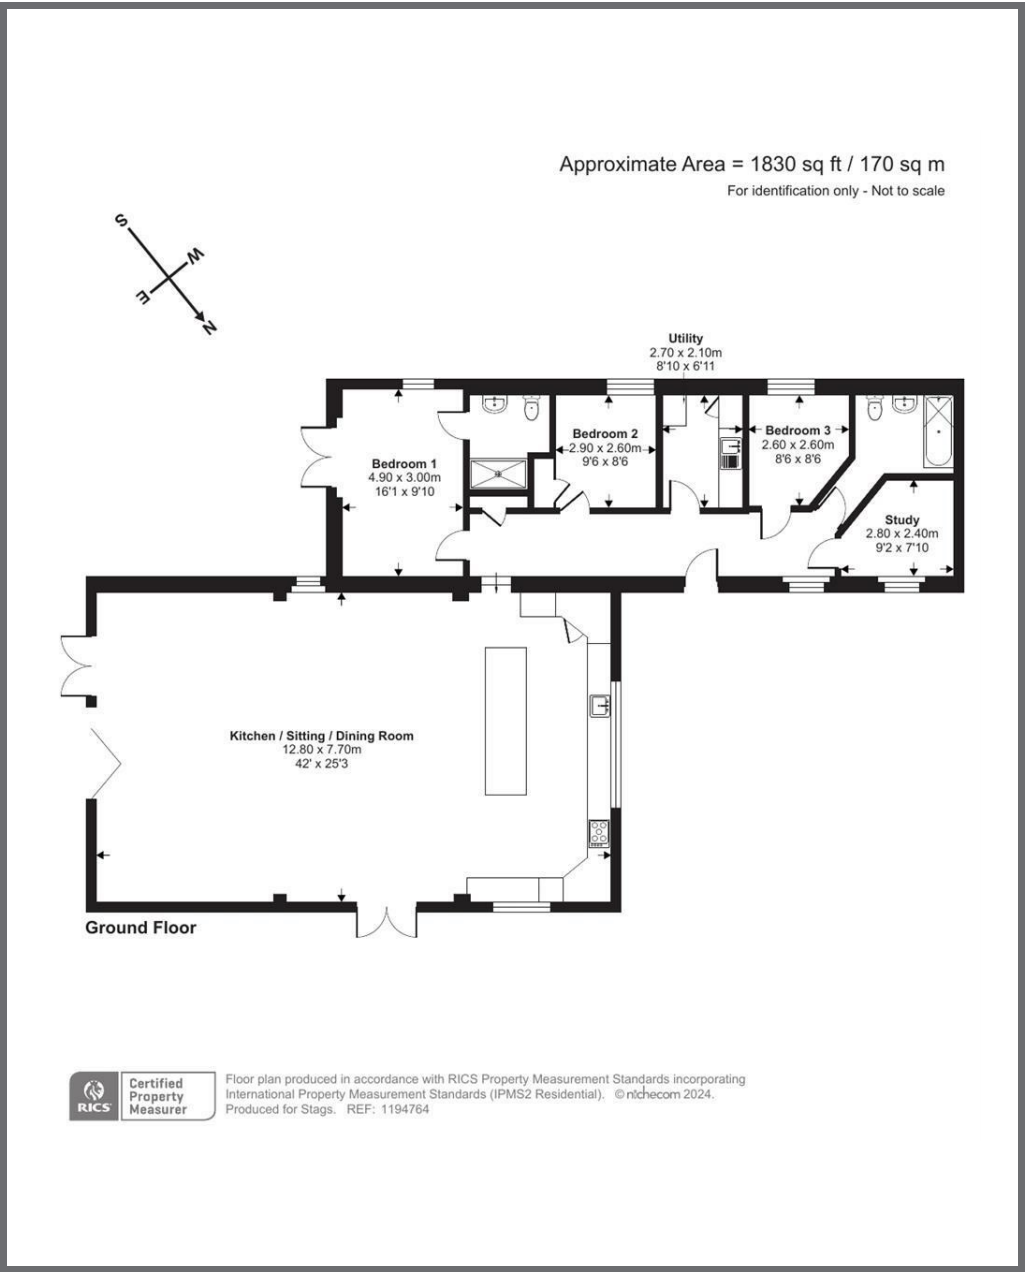 Approximate Area = 1830 sq ft / 170 sq m
For identification only - Not to scale
S
W
E
N
Utility
2.70 x 2.10m
8'10 x 6'11
Bedroom 1
4.90 x 3.00m
16'1 x 9'10
Bedroom 2
2.90 x 2.60m
9'6 x 8'6
Bedroom 3
2.60 x 2.60m
8'6 x 8'6
Study
2.80 x 2.40m
9'2 x 7'10
Kitchen / Sitting / Dining Room
12.80 x 7.70m
42' x 25'3
Ground Floor
RICS
Certified
Property
Measurer
Floor plan produced in accordance with RICS Property Measurement Standards incorporating
International Property Measurement Standards (IPMS2 Residential). © nichecom 2024.
Produced for Stags. REF: 1194764